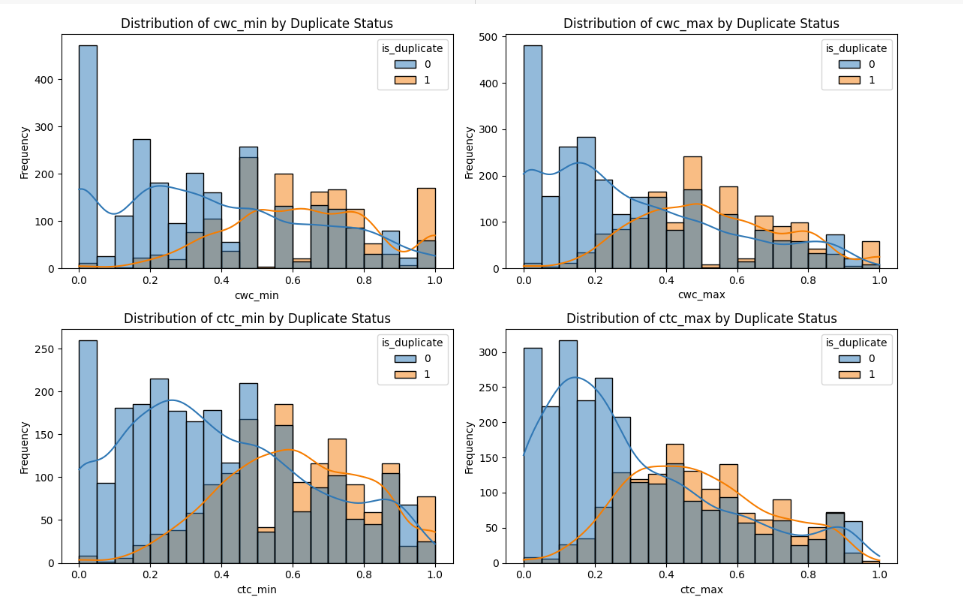 Distribution of cwc_min by Duplicate Status
is_duplicate
0
1
Frequency
400
300
200
100
0
0.0 0.2 0.4 0.6 0.8 1.0
cwc_min
Distribution of cwc_max by Duplicate Status
is_duplicate
0
1
Frequency
500
400
300
200
100
0
0.0 0.2 0.4 0.6 0.8 1.0
cwc_max
Distribution of ctc_min by Duplicate Status
is_duplicate
0
1
Frequency
250
200
150
100
50
0
0.0 0.2 0.4 0.6 0.8 1.0
ctc_min
Distribution of ctc_max by Duplicate Status
is_duplicate
0
1
Frequency
300
250
200
150
100
50
0
0.0 0.2 0.4 0.6 0.8 1.0
ctc_max